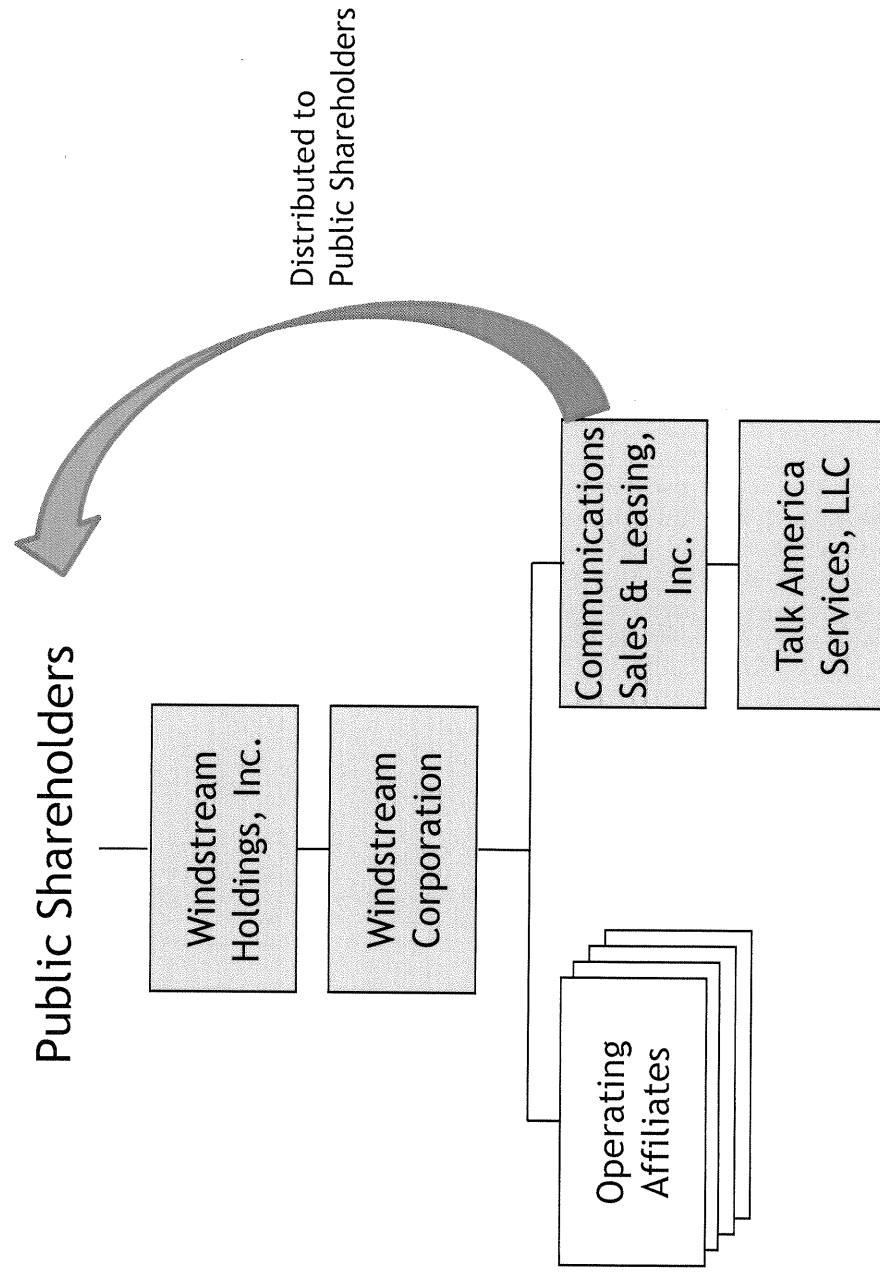 Public Shareholders
Distributed to
Public Shareholders
Windstream
Holdings, Inc.
Windstream
Corporation
Operating
Affiliates
Communications
Sales & Leasing,
Inc.
Talk America
Services, LLC